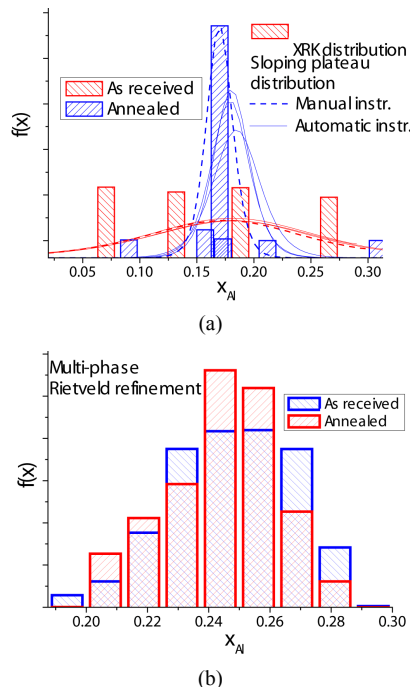 XRK distribution
Sloping plateau
distribution
As received
Annealed
Manual instr.
Automatic instr.
f(x)
0.05 0.10 0.15 0.20 0.25 0.30
xAl
(a)
Multi-phase
Rietveld refinement
As received
Annealed
f(x)
0.20 0.22 0.24 0.26 0.28 0.30
xAl
(b)